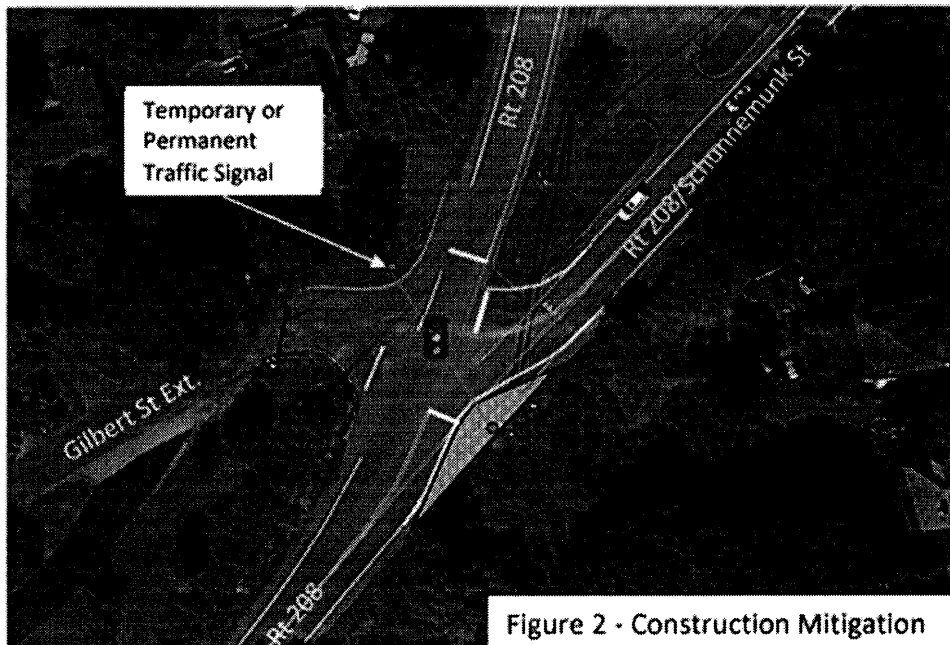 Temporary or
Permanent
Traffic Signal
Rt 208
Rt 208/Schunnemunk St
Gilbert St Ext.
Rt 208
Figure 2 - Construction Mitigation